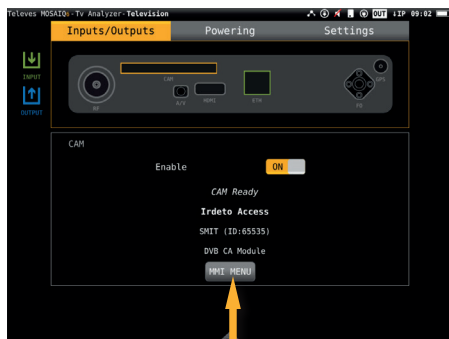 Televes MOSAIQ6-Tv Analyzer-Television OUT ↓IP 09:02
Inputs/Outputs Powering Settings
INPUT
OUTPUT
CAM
GPS
RF
A/V
HDMI
ETH
FO
CAM
Enable ON
CAM Ready
Irdeto Access
SMIT (ID:65535)
DVB CA Module
MMI MENU